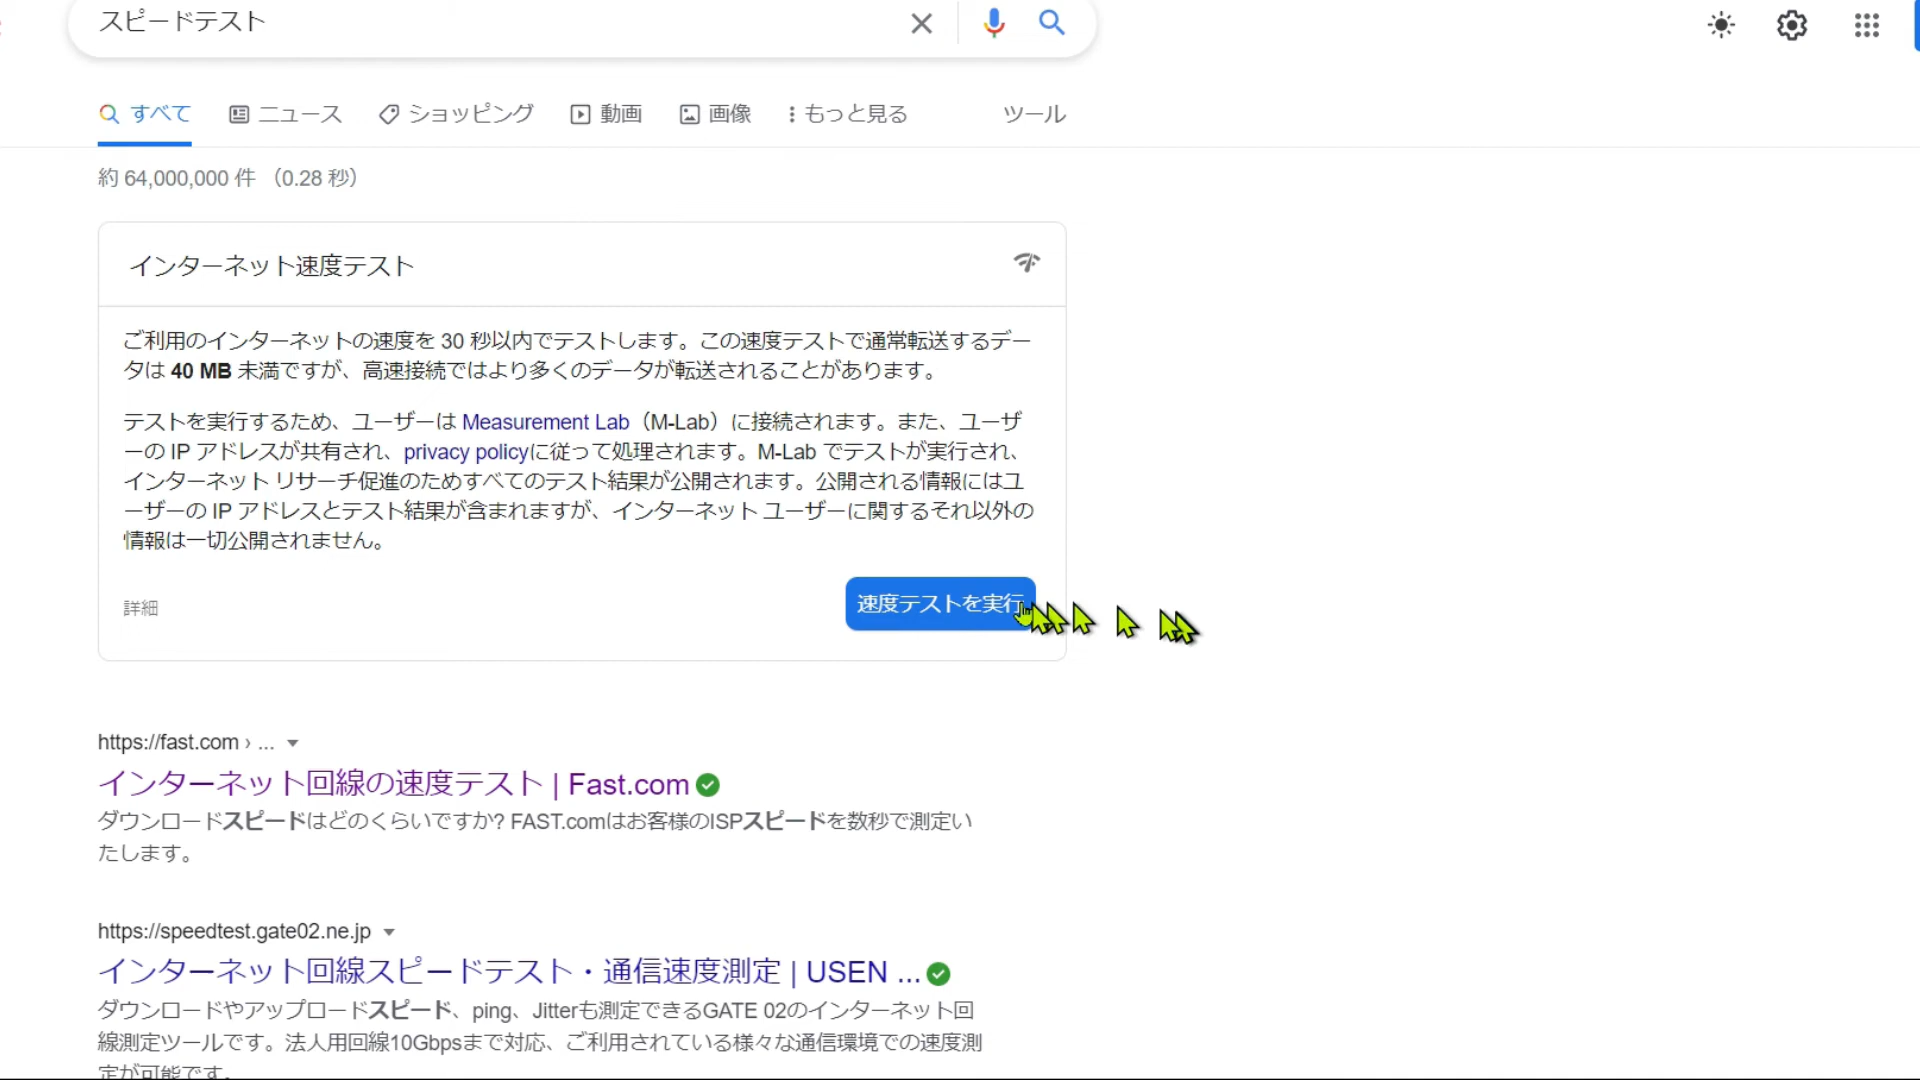 スピードテスト
すべて ニュース ショッピング 動画 画像 もっと見る ツール
約 64,000,000 件 （0.28 秒）
インターネット速度テスト
ご利用のインターネットの速度を 30 秒以内でテストします。この速度テストで通常転送するデー
タは 40 MB 未満ですが、高速接続ではより多くのデータが転送されることがあります。
テストを実行するため、ユーザーは Measurement Lab（M-Lab）に接続されます。また、ユーザ
ーの IP アドレスが共有され、privacy policyに従って処理されます。M-Lab でテストが実行され、
インターネット リサーチ促進のためすべてのテスト結果が公開されます。公開される情報にはユ
ーザーの IP アドレスとテスト結果が含まれますが、インターネット ユーザーに関するそれ以外の
情報は一切公開されません。
詳細
速度テストを実行
https://fast.com › ...
インターネット回線の速度テスト | Fast.com
ダウンロードスピードはどのくらいですか? FAST.comはお客様のISPスピードを数秒で測定い
たします。
https://speedtest.gate02.ne.jp
インターネット回線スピードテスト・通信速度測定 | USEN ...
ダウンロードやアップロードスピード、ping、Jitterも測定できるGATE 02のインターネット回
線測定ツールです。法人用回線10Gbpsまで対応、ご利用されている様々な通信環境での速度測
定が可能です。